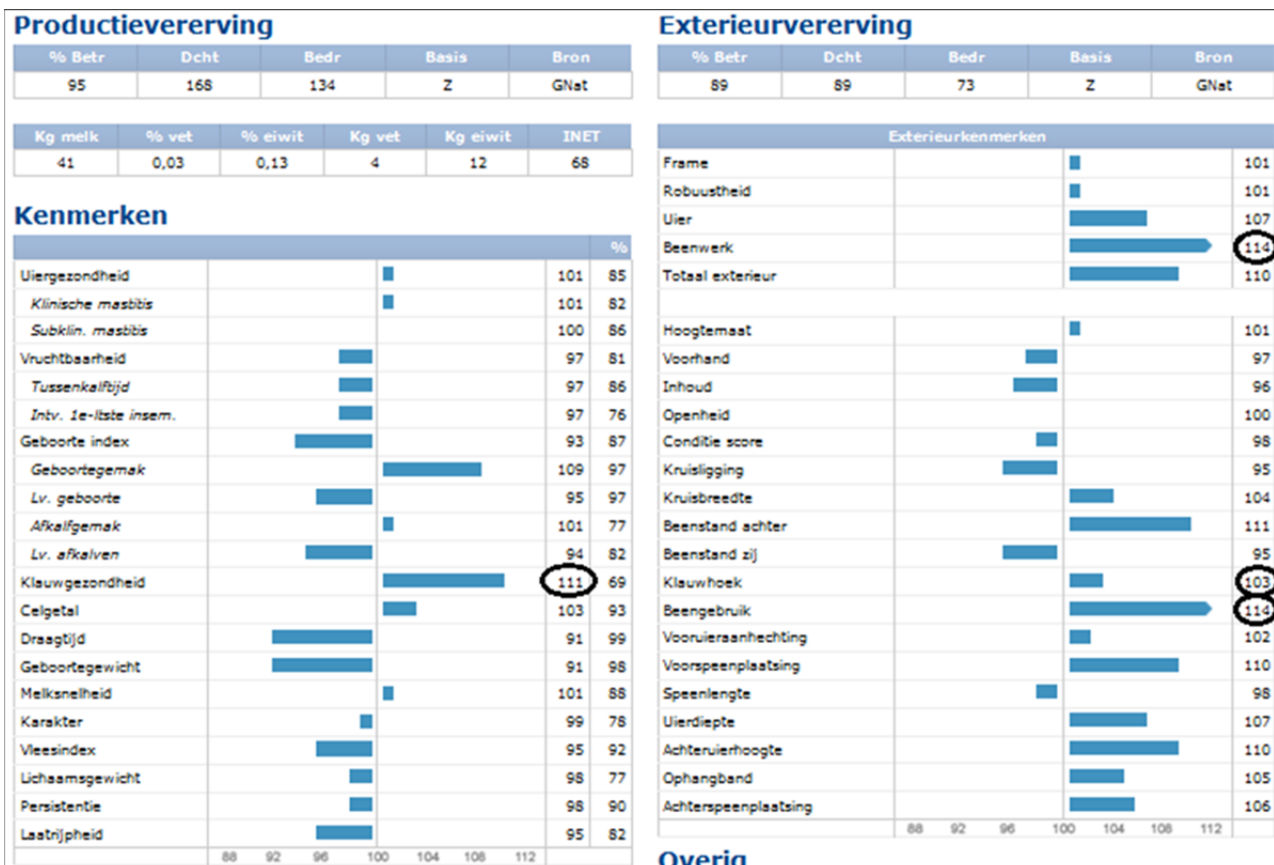 Productievererving
% Betr Dcht Bedr Basis Bron
95 168 134 Z GNat
Kg melk % vet % eiwit Kg vet Kg eiwit INET
41 0,03 0,13 4 12 68
Kenmerken
%
Uiergezondheid 101 85
Klinische mastitis 101 82
Subklin. mastitis 100 86
Vruchtbaarheid 97 81
Tussenkalftijd 97 86
Intv. 1e-ltste insem. 97 76
Geboorte index 93 87
Geboortegemak 109 97
Lv. geboorte 95 97
Afkalfgemak 101 77
Lv. afkalven 94 82
Klauwgezondheid 111 69
Celgetal 103 93
Draagtijd 91 99
Geboortegewicht 91 98
Melksnelheid 101 88
Karakter 99 78
Vleesindex 95 92
Lichaamsgewicht 98 77
Persistentie 98 90
Laatrijpheid 95 82
88 92 96 100 104 108 112
Exterieurvererving
% Betr Dcht Bedr Basis Bron
89 89 73 Z GNat
Exterieurkenmerken
Frame 101
Robuustheid 101
Uier 107
Beenwerk 114
Totaal exterieur 110
Hoogtemaat 101
Voorhand 97
Inhoud 96
Openheid 100
Conditie score 98
Kruisligging 95
Kruisbreedte 104
Beenstand achter 111
Beenstand zij 95
Klauwhoek 103
Beengebruik 114
Vooruieraanhechting 102
Voorspeenplaatsing 110
Speenlengte 98
Uierdiepte 107
Achteruierhoogte 110
Ophangband 105
Achterspeenplaatsing 106
88 92 96 100 104 108 112
Overig